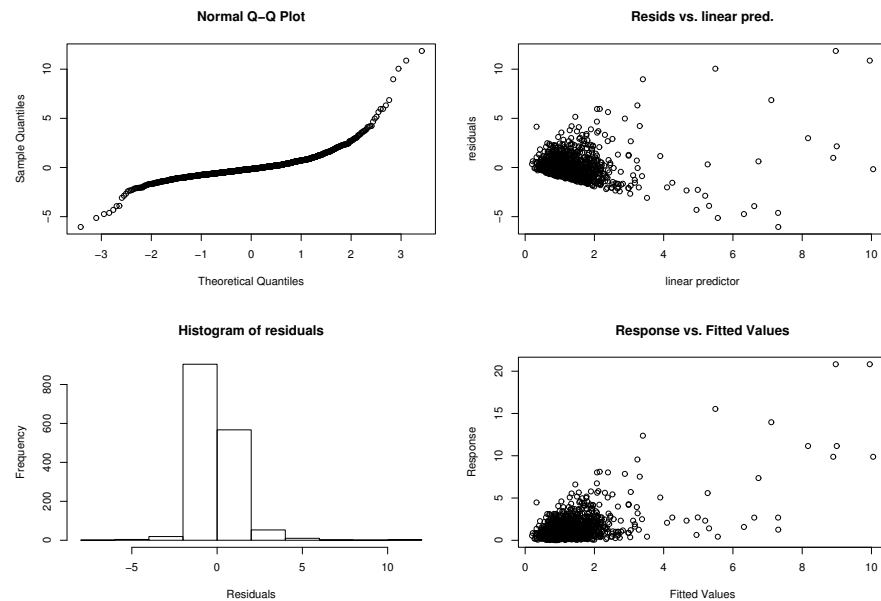 Normal Q−Q Plot
Sample Quantiles
−5 0 5 10
−3 −2 −1 0 1 2 3
Theoretical Quantiles
Resids vs. linear pred.
residuals
−5 0 5 10
0 2 4 6 8 10
linear predictor
Histogram of residuals
Frequency
0 200 400 600 800
−5 0 5 10
Residuals
Response vs. Fitted Values
Response
0 5 10 15 20
0 2 4 6 8 10
Fitted Values